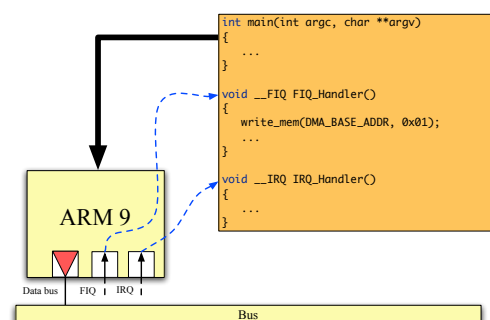 int main(int argc, char **argv)
{
...
}
void __FIQ FIQ_Handler()
{
write_mem(DMA_BASE_ADDR, 0x01);
...
}
void __IRQ IRQ_Handler()
{
...
}
ARM 9
Data bus
FIQ
IRQ
Bus